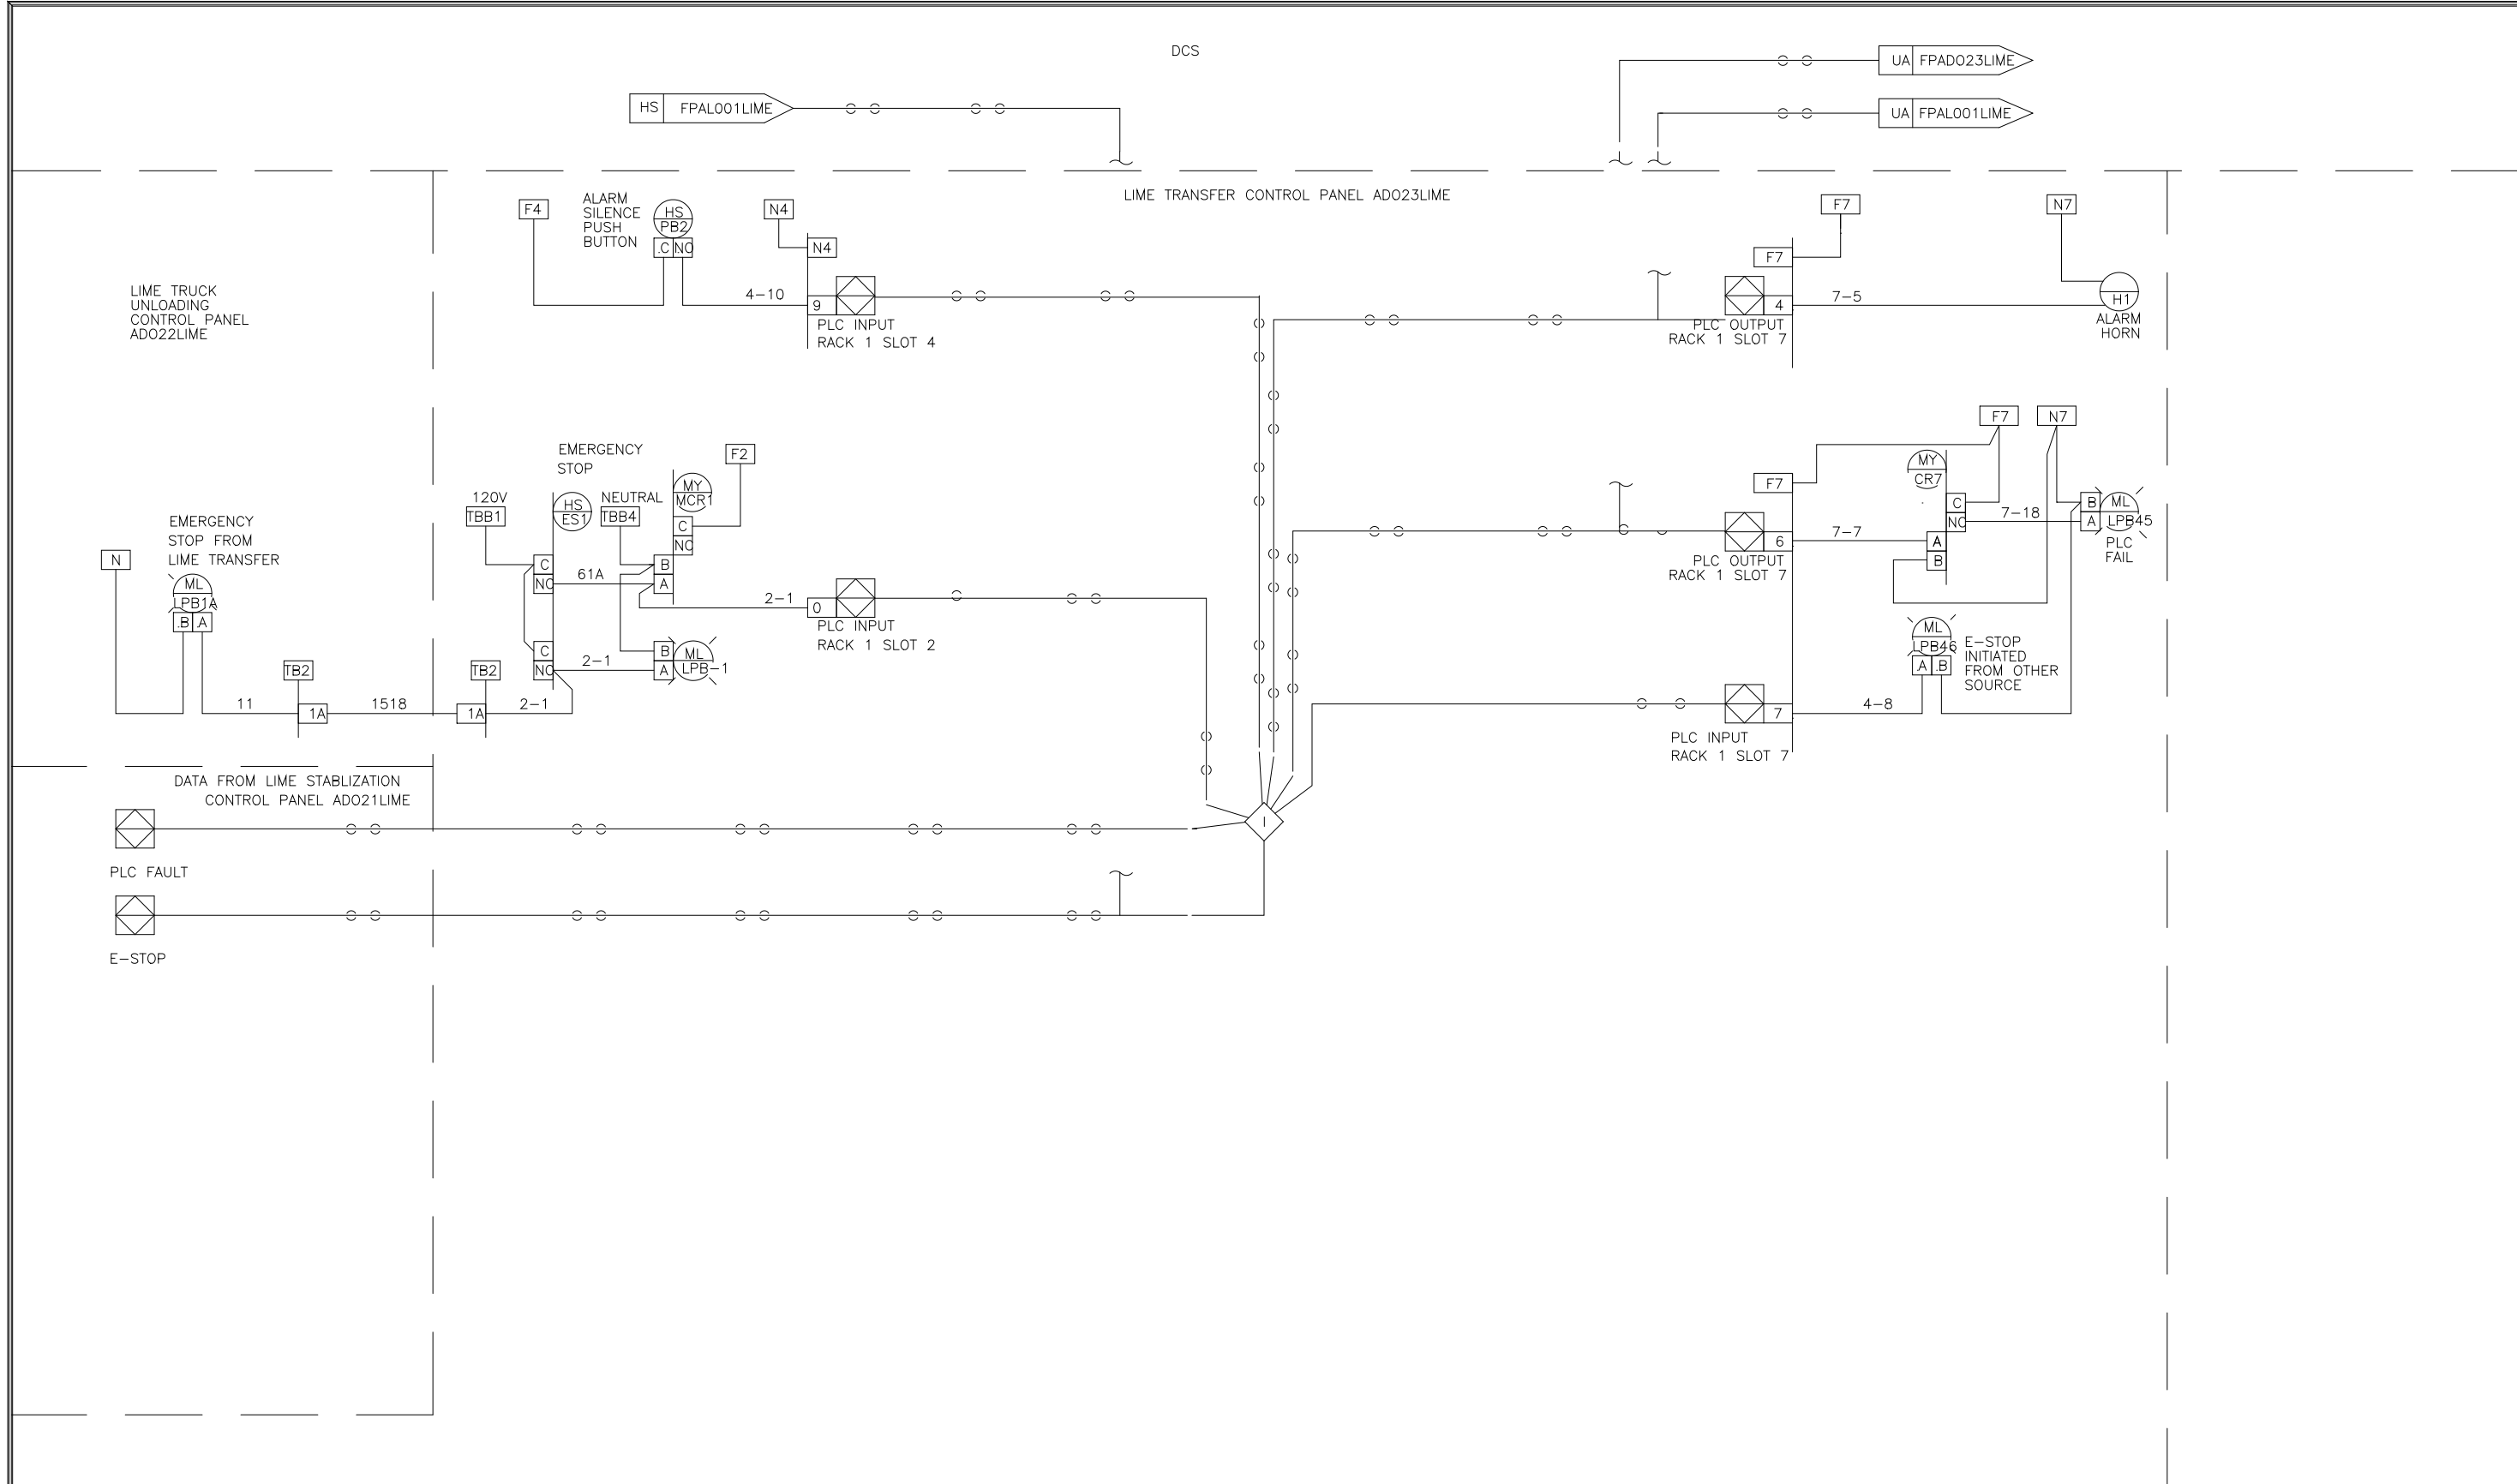 DCS
UA FPADO23LIME
HS FPAL001LIME
UA FPAL001LIME
LIME TRANSFER CONTROL PANEL ADO23LIME
F4
ALARM
SILENCE
PUSH
BUTTON
HS
PB2
.C .NO
N4
N4
4-10
9
PLC INPUT
RACK 1 SLOT 4
F7
F7
4
7-5
PLC OUTPUT
RACK 1 SLOT 7
N7
H1
ALARM
HORN
LIME TRUCK
UNLOADING
CONTROL PANEL
ADO22LIME
EMERGENCY
STOP
120V
TBB1
HS
ES1
NEUTRAL
TBB4
MY
MCR1
F2
C
NO
C
NO
61A
B
A
2-1
0
PLC INPUT
RACK 1 SLOT 2
C
NO
2-1
B
A
ML
LPB-1
EMERGENCY
STOP FROM
LIME TRANSFER
N
ML
LPB1A
.B .A
11
TB2
1A
1518
TB2
1A
2-1
F7
N7
F7
MY
CR7
C
NO
7-18
B
A
ML
LPB45
PLC
FAIL
6
7-7
A
B
PLC OUTPUT
RACK 1 SLOT 7
ML
LPB46
.A .B
E-STOP
INITIATED
FROM OTHER
SOURCE
7
4-8
PLC INPUT
RACK 1 SLOT 7
DATA FROM LIME STABLIZATION
CONTROL PANEL ADO21LIME
I
PLC FAULT
E-STOP